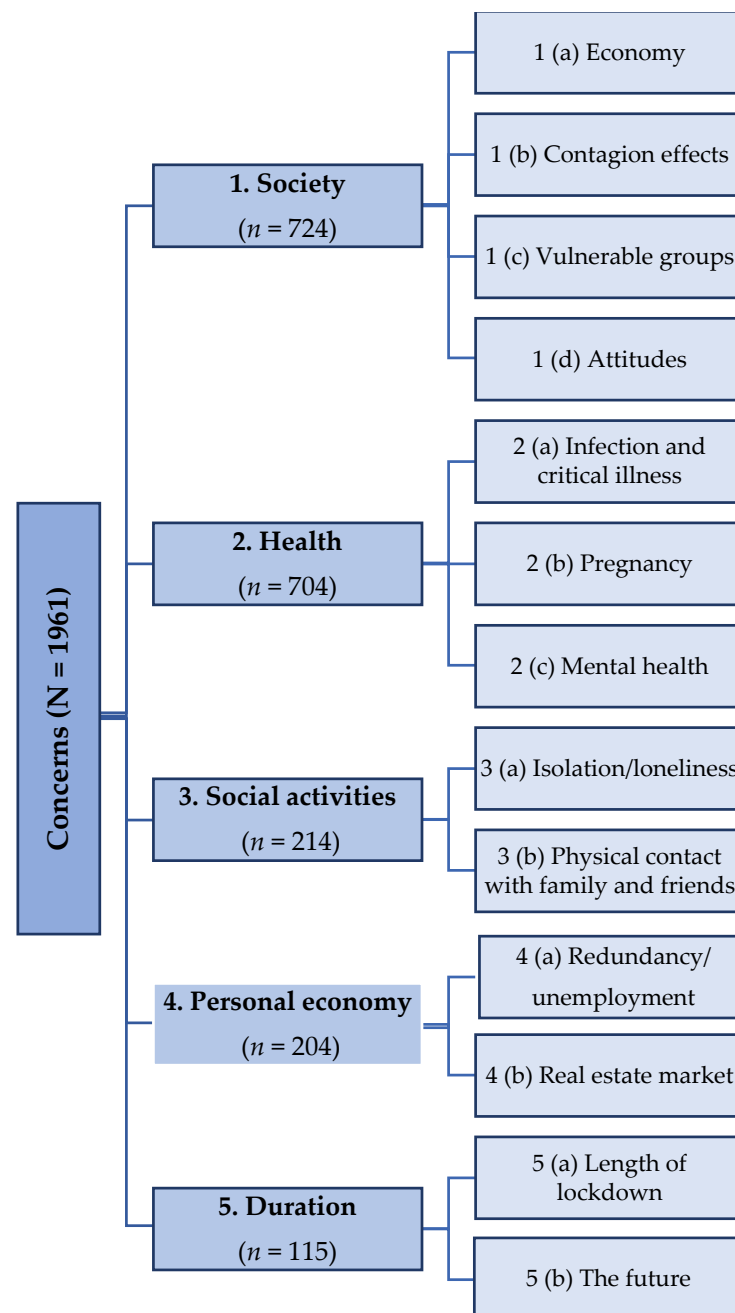 Concerns (N = 1961)
1. Society
(n = 724)
1 (a) Economy
1 (b) Contagion effects
1 (c) Vulnerable groups
1 (d) Attitudes
2. Health
(n = 704)
2 (a) Infection and
critical illness
2 (b) Pregnancy
2 (c) Mental health
3. Social activities
(n = 214)
3 (a) Isolation/loneliness
3 (b) Physical contact
with family and friends
4. Personal economy
(n = 204)
4 (a) Redundancy/
unemployment
4 (b) Real estate market
5. Duration
(n = 115)
5 (a) Length of
lockdown
5 (b) The future